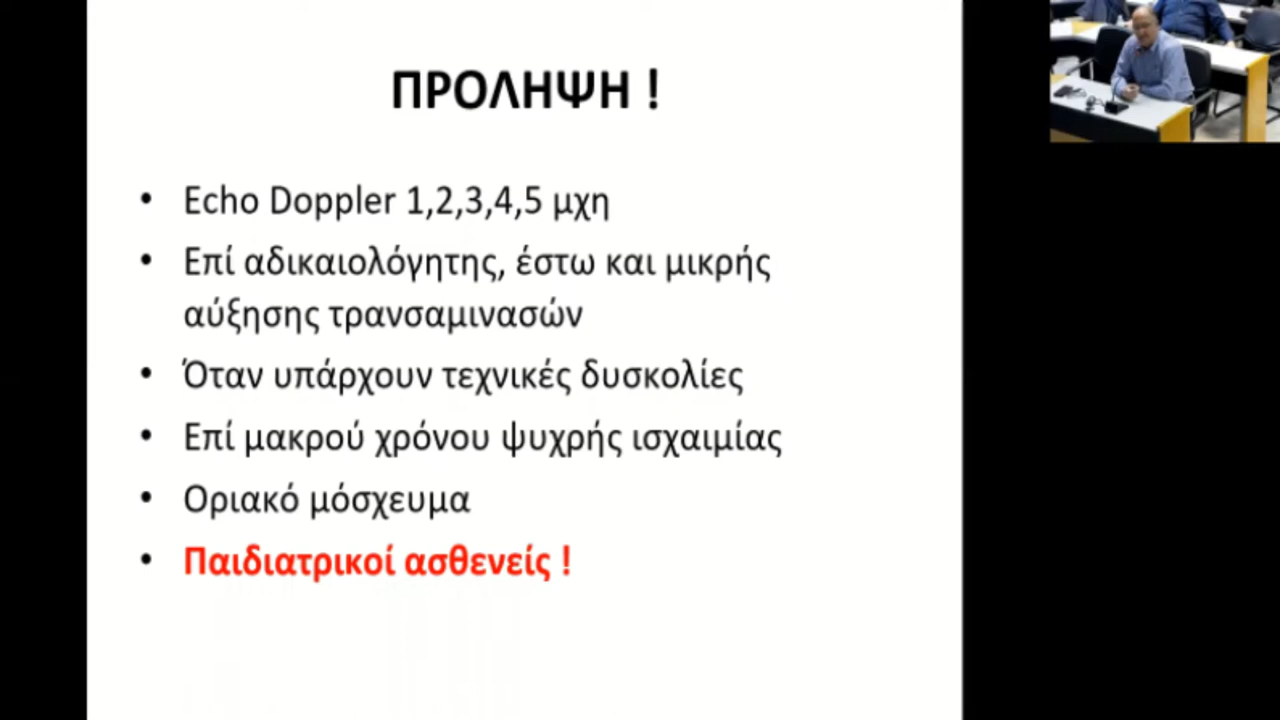 ΠΡΟΛΗΨΗ !
• Echo Doppler 1,2,3,4,5 μχη
• Επί αδικαιολόγητης, έστω και μικρής
αύξησης τρανσαμινασών
• Όταν υπάρχουν τεχνικές δυσκολίες
• Επί μακρού χρόνου ψυχρής ισχαιμίας
• Οριακό μόσχευμα
• Παιδιατρικοί ασθενείς !